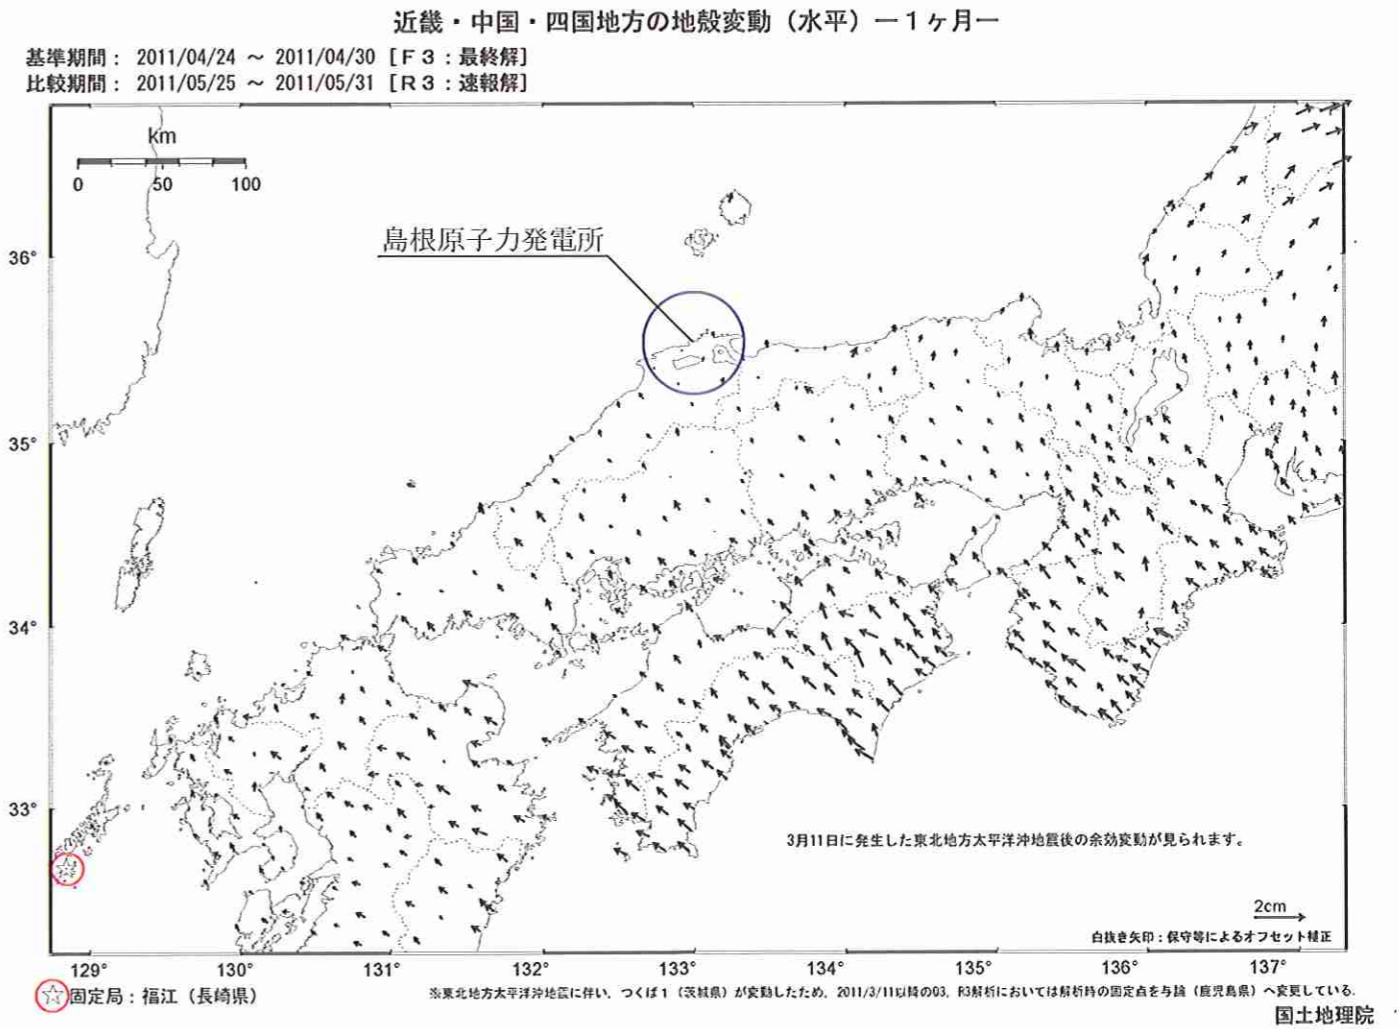 近畿・中国・四国地方の地殻変動（水平）ー１ヶ月ー
基準期間： 2011/04/24 ～ 2011/04/30 [Ｆ３：最終解]
比較期間： 2011/05/25 ～ 2011/05/31 [Ｒ３：速報解]
km
0 50 100
島根原子力発電所
36°
35°
34°
33°
3月11日に発生した東北地方太平洋沖地震後の余効変動が見られます。
2cm
白抜き矢印：保守等によるオフセット補正
129° 130° 131° 132° 133° 134° 135° 136° 137°
固定局：福江（長崎県）
※東北地方太平洋沖地震に伴い、つくば１（茨城県）が変動したため、2011/3/11以降のQ3、R3解析においては解析時の固定点を与論（鹿児島県）へ変更している.
国土地理院